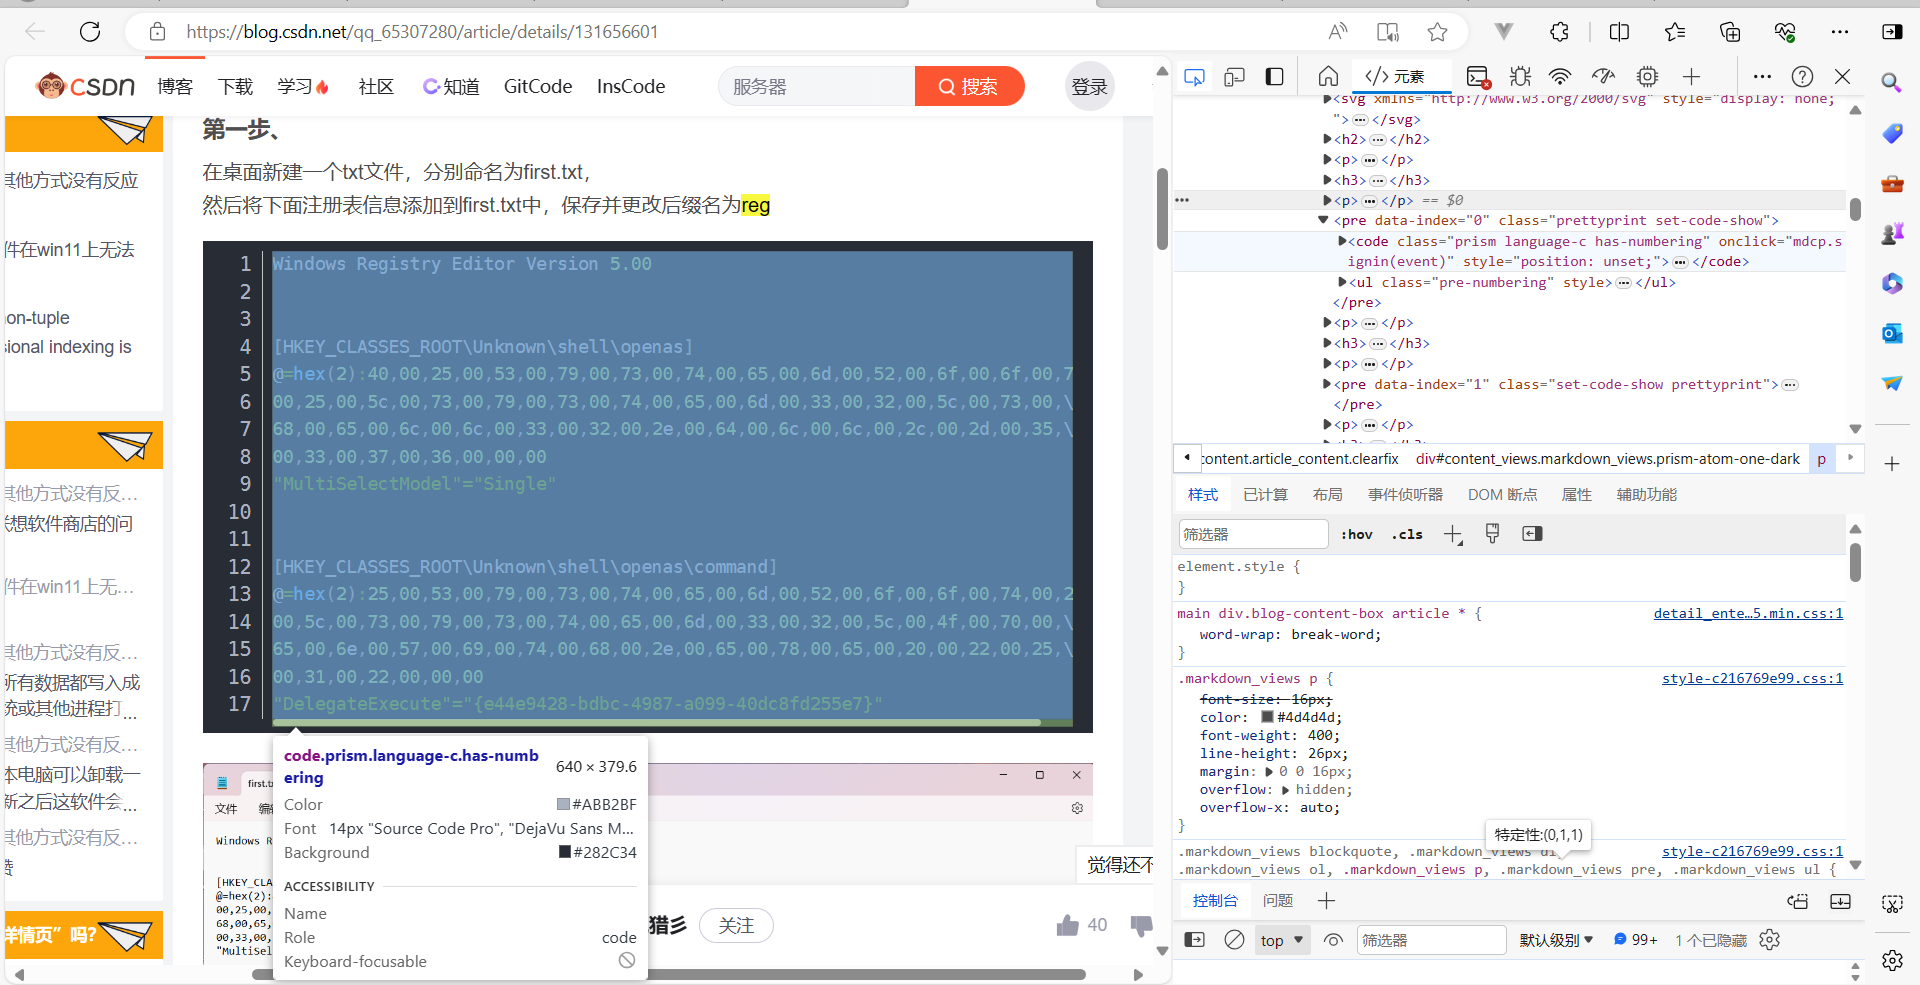 https://blog.csdn.net/qq_65307280/article/details/131656601
CSDN 博客 下载 学习 社区 知道 GitCode InsCode 服务器 搜索 登录
第一步、
在桌面新建一个txt文件，分别命名为first.txt，
然后将下面注册表信息添加到first.txt中，保存并更改后缀名为reg
1 Windows Registry Editor Version 5.00
2
3
4 [HKEY_CLASSES_ROOT\Unknown\shell\openas]
5 @=hex(2):40,00,25,00,53,00,79,00,73,00,74,00,65,00,6d,00,52,00,6f,00,6f,00,7
6 00,25,00,5c,00,73,00,79,00,73,00,74,00,65,00,6d,00,33,00,32,00,5c,00,73,00,\
7 68,00,65,00,6c,00,6c,00,33,00,32,00,2e,00,64,00,6c,00,6c,00,2c,00,2d,00,35,\
8 00,33,00,37,00,36,00,00,00
9 "MultiSelectModel"="Single"
10
11
12 [HKEY_CLASSES_ROOT\Unknown\shell\openas\command]
13 @=hex(2):25,00,53,00,79,00,73,00,74,00,65,00,6d,00,52,00,6f,00,6f,00,74,00,2
14 00,5c,00,73,00,79,00,73,00,74,00,65,00,6d,00,33,00,32,00,5c,00,4f,00,70,00,\
15 65,00,6e,00,57,00,69,00,74,00,68,00,2e,00,65,00,78,00,65,00,20,00,22,00,25,\
16 00,31,00,22,00,00,00
17 "DelegateExecute"="{e44e9428-bdbc-4987-a099-40dc8fd255e7}"
其他方式没有反应
件在win11上无法
on-tuple
sional indexing is
其他方式没有反...
想软件商店的问
件在win11上无...
其他方式没有反...
所有数据都写入成
统或其他进程打...
其他方式没有反...
本电脑可以卸载一
新之后这软件会...
其他方式没有反...
赞
详情页”吗?
code.prism.language-c.has-numb
ering 640 × 379.6
Color #ABB2BF
Font 14px "Source Code Pro", "DejaVu Sans M...
Background #282C34
ACCESSIBILITY
Name
Role code
Keyboard-focusable
first.tx
文件 编辑
Windows R
[HKEY_CLA
@=hex(2):
00,25,00,
68,00,65,
00,33,00,
"MultiSel
猎彡 关注 40
觉得还不
元素
<svg xmlns="http://www.w3.org/2000/svg" style="display: none;
"> … </svg>
<h2> … </h2>
<p> … </p>
<h3> … </h3>
<p> … </p> == $0
<pre data-index="0" class="prettyprint set-code-show">
<code class="prism language-c has-numbering" onclick="mdcp.s
ignin(event)" style="position: unset;"> … </code>
<ul class="pre-numbering" style> … </ul>
</pre>
<p> … </p>
<h3> … </h3>
<p> … </p>
<pre data-index="1" class="set-code-show prettyprint"> …
</pre>
<p> … </p>
content.article_content.clearfix div#content_views.markdown_views.prism-atom-one-dark p
样式 已计算 布局 事件侦听器 DOM 断点 属性 辅助功能
筛选器 :hov .cls
element.style {
}
main div.blog-content-box article * { detail_ente…5.min.css:1
word-wrap: break-word;
}
.markdown_views p { style-c216769e99.css:1
font-size: 16px;
color: #4d4d4d;
font-weight: 400;
line-height: 26px;
margin: 0 0 16px;
overflow: hidden;
overflow-x: auto;
}
特定性:(0,1,1)
.markdown_views blockquote, .markdown_views di style-c216769e99.css:1
.markdown_views ol, .markdown_views p, .markdown_views pre, .markdown_views ul {
控制台 问题
top 筛选器 默认级别 99+ 1 个已隐藏